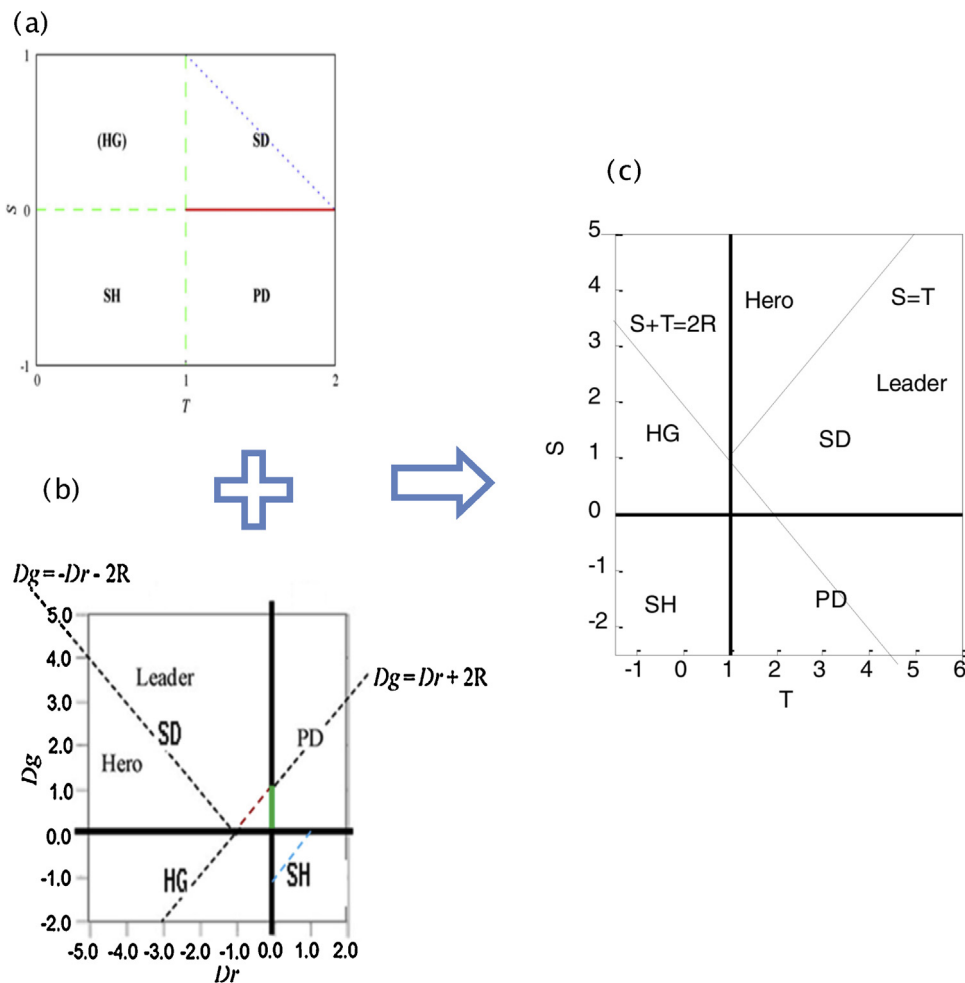 (a)
1
(HG)
SD
S
0
SH
PD
-1
0
1
2
T
(b)
Dg=-Dr- 2R
5.0
4.0
3.0
2.0
1.0
0.0
-1.0
-2.0
Dg
Leader
SD
Hero
PD
Dg=Dr+ 2R
HG
SH
-5.0 -4.0 -3.0 -2.0 -1.0 0.0 1.0 2.0
Dr
(c)
5
4
3
2
1
0
-1
-2
S
Hero
S=T
S+T=2R
Leader
HG
SD
SH
PD
-1 0 1 2 3 4 5 6
T